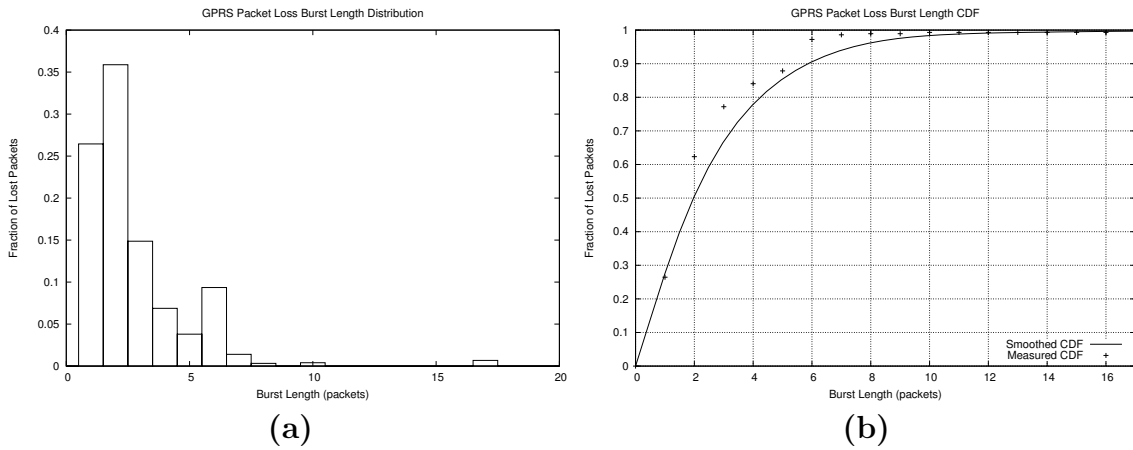 GPRS Packet Loss Burst Length Distribution
Fraction of Lost Packets
0.4
0.35
0.3
0.25
0.2
0.15
0.1
0.05
0
0 5 10 15 20
Burst Length (packets)
(a)
GPRS Packet Loss Burst Length CDF
Fraction of Lost Packets
1
0.9
0.8
0.7
0.6
0.5
0.4
0.3
0.2
0.1
0
Smoothed CDF
Measured CDF
0 2 4 6 8 10 12 14 16
Burst Length (packets)
(b)